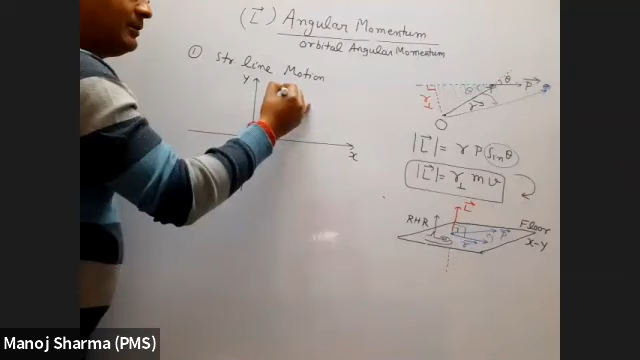 (L⃗) Angular Momentum
Orbital Angular Momentum
① Str line Motion
Y
X
θ
θ
P⃗
r⊥
r⃗
O
|L⃗| = r P Sinθ
|L⃗| = r⊥ m v
L⃗
RHR
Floor
P⃗
r⃗
X-Y
Manoj Sharma (PMS)